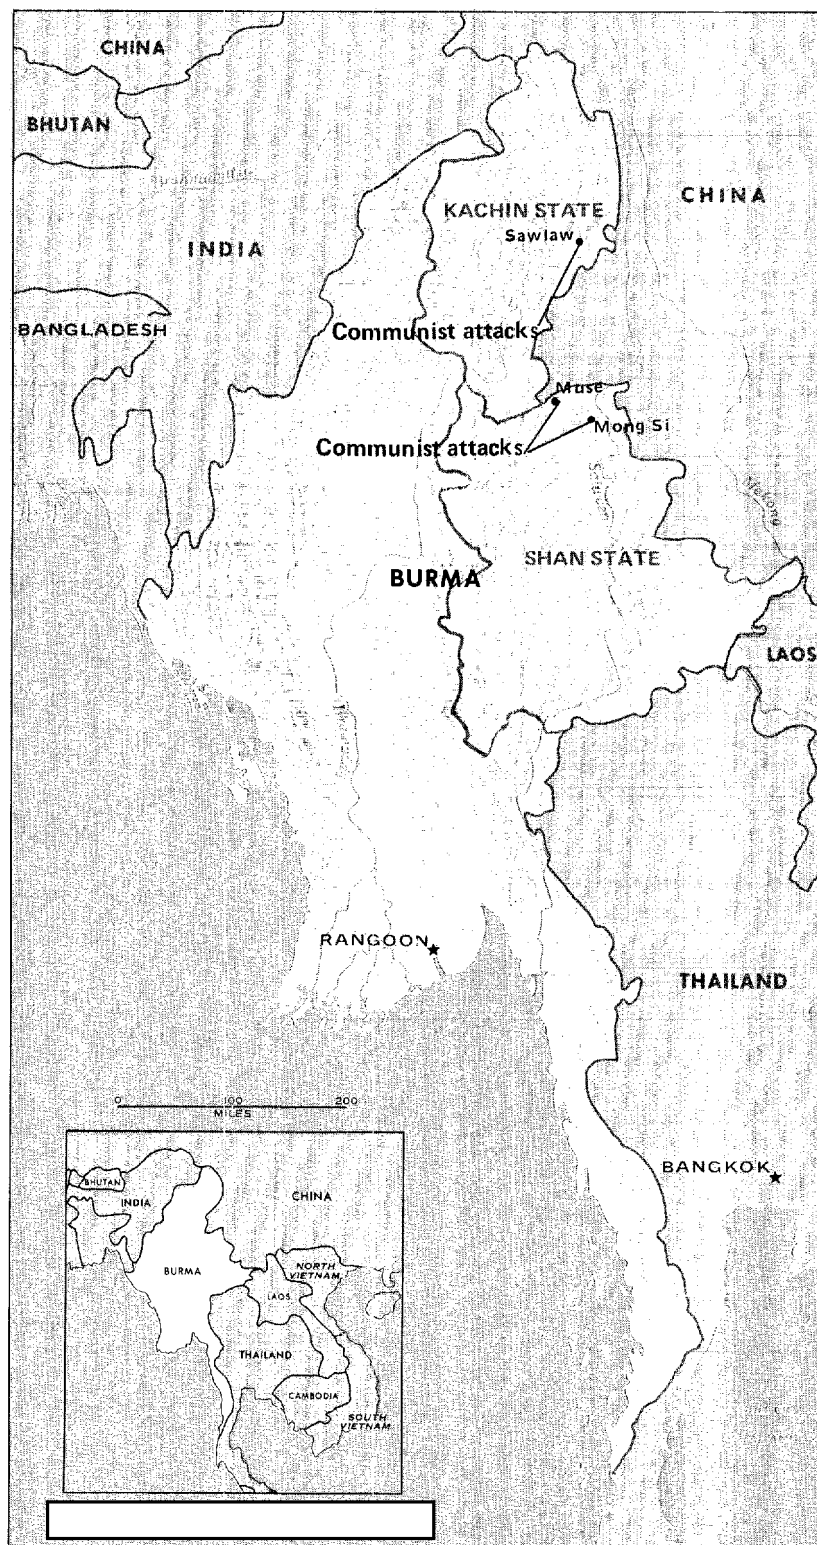 CHINA
BHUTAN
INDIA
BANGLADESH
KACHIN STATE
Sawlaw
CHINA
Communist attacks
Muse
Mong Si
Communist attacks
Mekong
SHAN STATE
BURMA
LAOS
RANGOON
THAILAND
0 100 200
MILES
BANGKOK
BHUTAN
INDIA
CHINA
BURMA
NORTH
VIETNAM
LAOS
THAILAND
CAMBODIA
SOUTH
VIETNAM